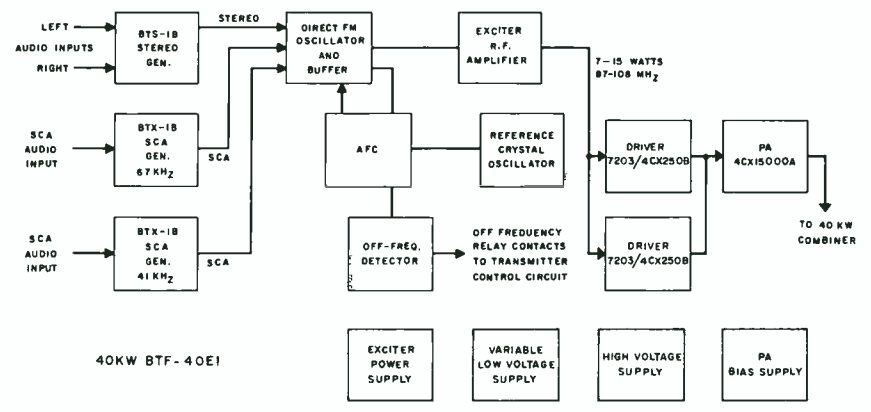 LEFT
AUDIO INPUTS
RIGHT
BTS-1B
STEREO
GEN.
STEREO
DIRECT FM
OSCILLATOR
AND
BUFFER
EXCITER
R.F.
AMPLIFIER
7-15 WATTS
87-108 MHz
SCA
AUDIO
INPUT
BTX-1B
SCA
GEN.
67 KHz
SCA
AFC
REFERENCE
CRYSTAL
OSCILLATOR
DRIVER
7203/4CX250B
PA
4CX15000A
TO 40 KW
COMBINER
SCA
AUDIO
INPUT
BTX-1B
SCA
GEN.
41 KHz
SCA
OFF-FREQ.
DETECTOR
OFF FREDUENCY
RELAY CONTACTS
TO TRANSMITTER
CONTROL CIRCUIT
DRIVER
7203/4CX250B
40KW BTF-40E1
EXCITER
POWER
SUPPLY
VARIABLE
LOW VOLTAGE
SUPPLY
HIGH VOLTAGE
SUPPLY
PA
BIAS SUPPLY